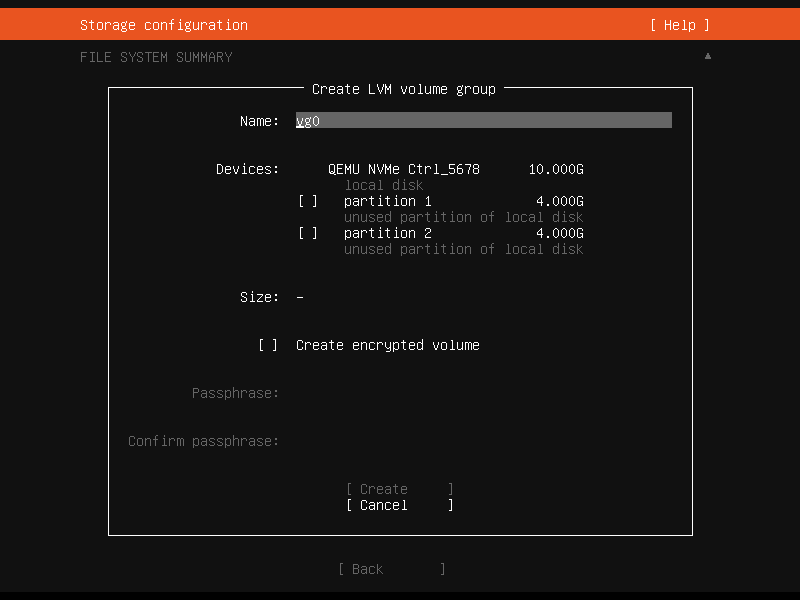 Storage configuration [ Help ]
FILE SYSTEM SUMMARY ▲
Create LVM volume group
Name: vg0
Devices: QEMU NVMe Ctrl_5678 10.000G
local disk
[ ] partition 1 4.000G
unused partition of local disk
[ ] partition 2 4.000G
unused partition of local disk
Size: -
[ ] Create encrypted volume
Passphrase:
Confirm passphrase:
[ Create ]
[ Cancel ]
[ Back ]